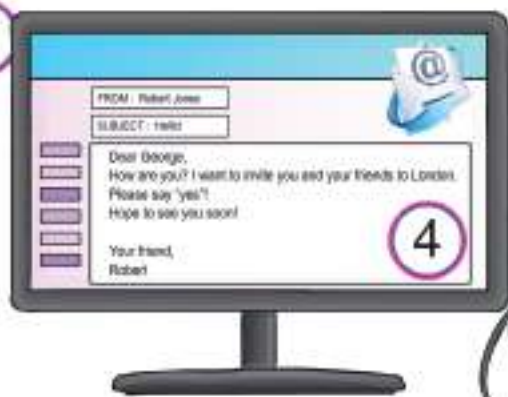 @
FROM : Robert Jones
SUBJECT : Hello
Dear George,
How are you? I want to invite you and your friends to London.
Please say "yes"!
Hope to see you soon!
4
Your friend,
Robert